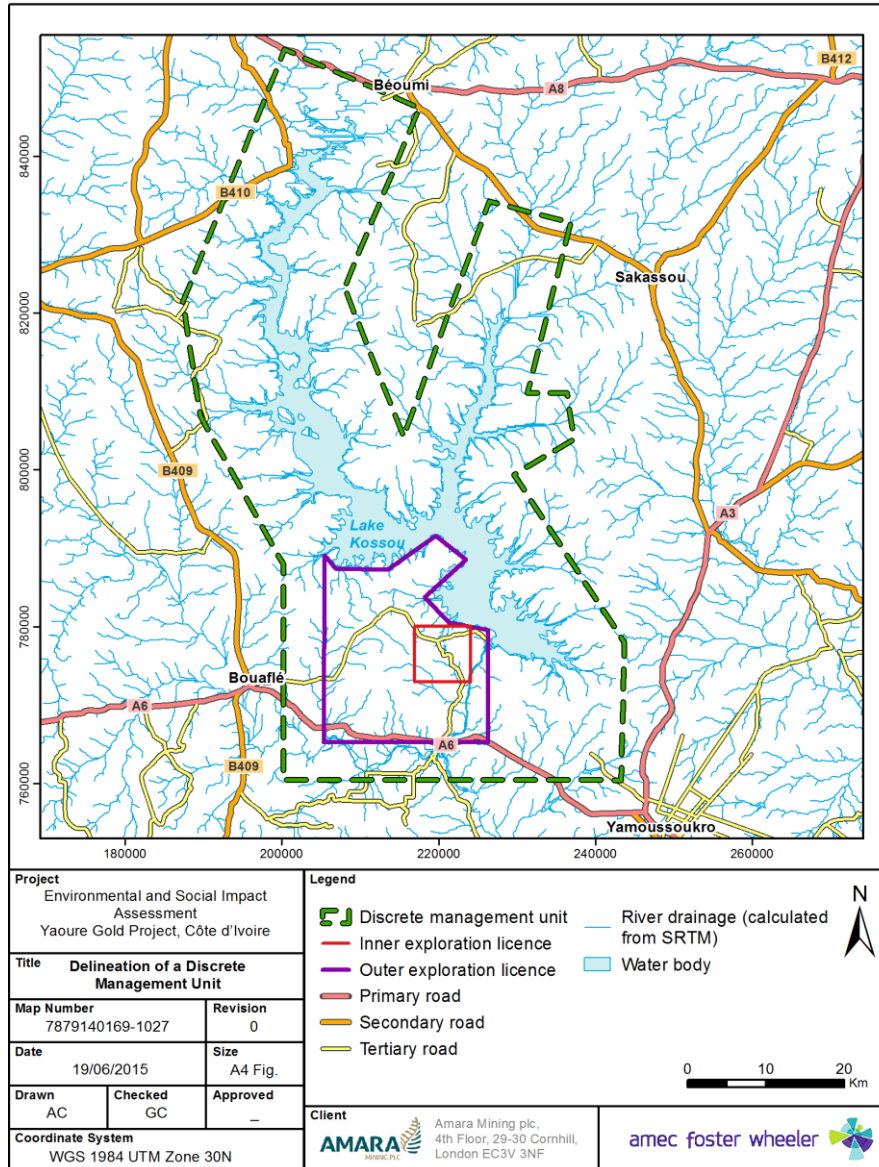 B412
Béoumi
A8
840000
B410
Sakassou
820000
B409
800000
A3
Lake
Kossou
780000
Bouaflé
A6
A6
B409
760000
Yamoussoukro
180000
200000
220000
240000
260000
Project
Environmental and Social Impact
Assessment
Yaoure Gold Project, Côte d'Ivoire
Title
Delineation of a Discrete
Management Unit
Map Number
7879140169-1027
Revision
0
Date
19/06/2015
Size
A4 Fig.
Drawn
AC
Checked
GC
Approved
_
Coordinate System
WGS 1984 UTM Zone 30N
Legend
Discrete management unit
Inner exploration licence
Outer exploration licence
Primary road
Secondary road
Tertiary road
River drainage (calculated
from SRTM)
Water body
N
0 10 20
Km
Client
AMARA
MINING PLC
Amara Mining plc,
4th Floor, 29-30 Cornhill,
London EC3V 3NF
amec foster wheeler